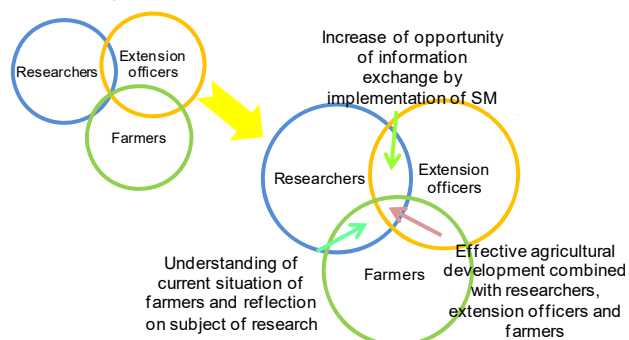 Researchers
Extension
officers
Farmers
Increase of opportunity
of information
exchange by
implementation of SM
Researchers
Extension
officers
Farmers
Understanding of
current situation of
farmers and reflection
on subject of research
Effective agricultural
development combined
with researchers,
extension officers and
farmers